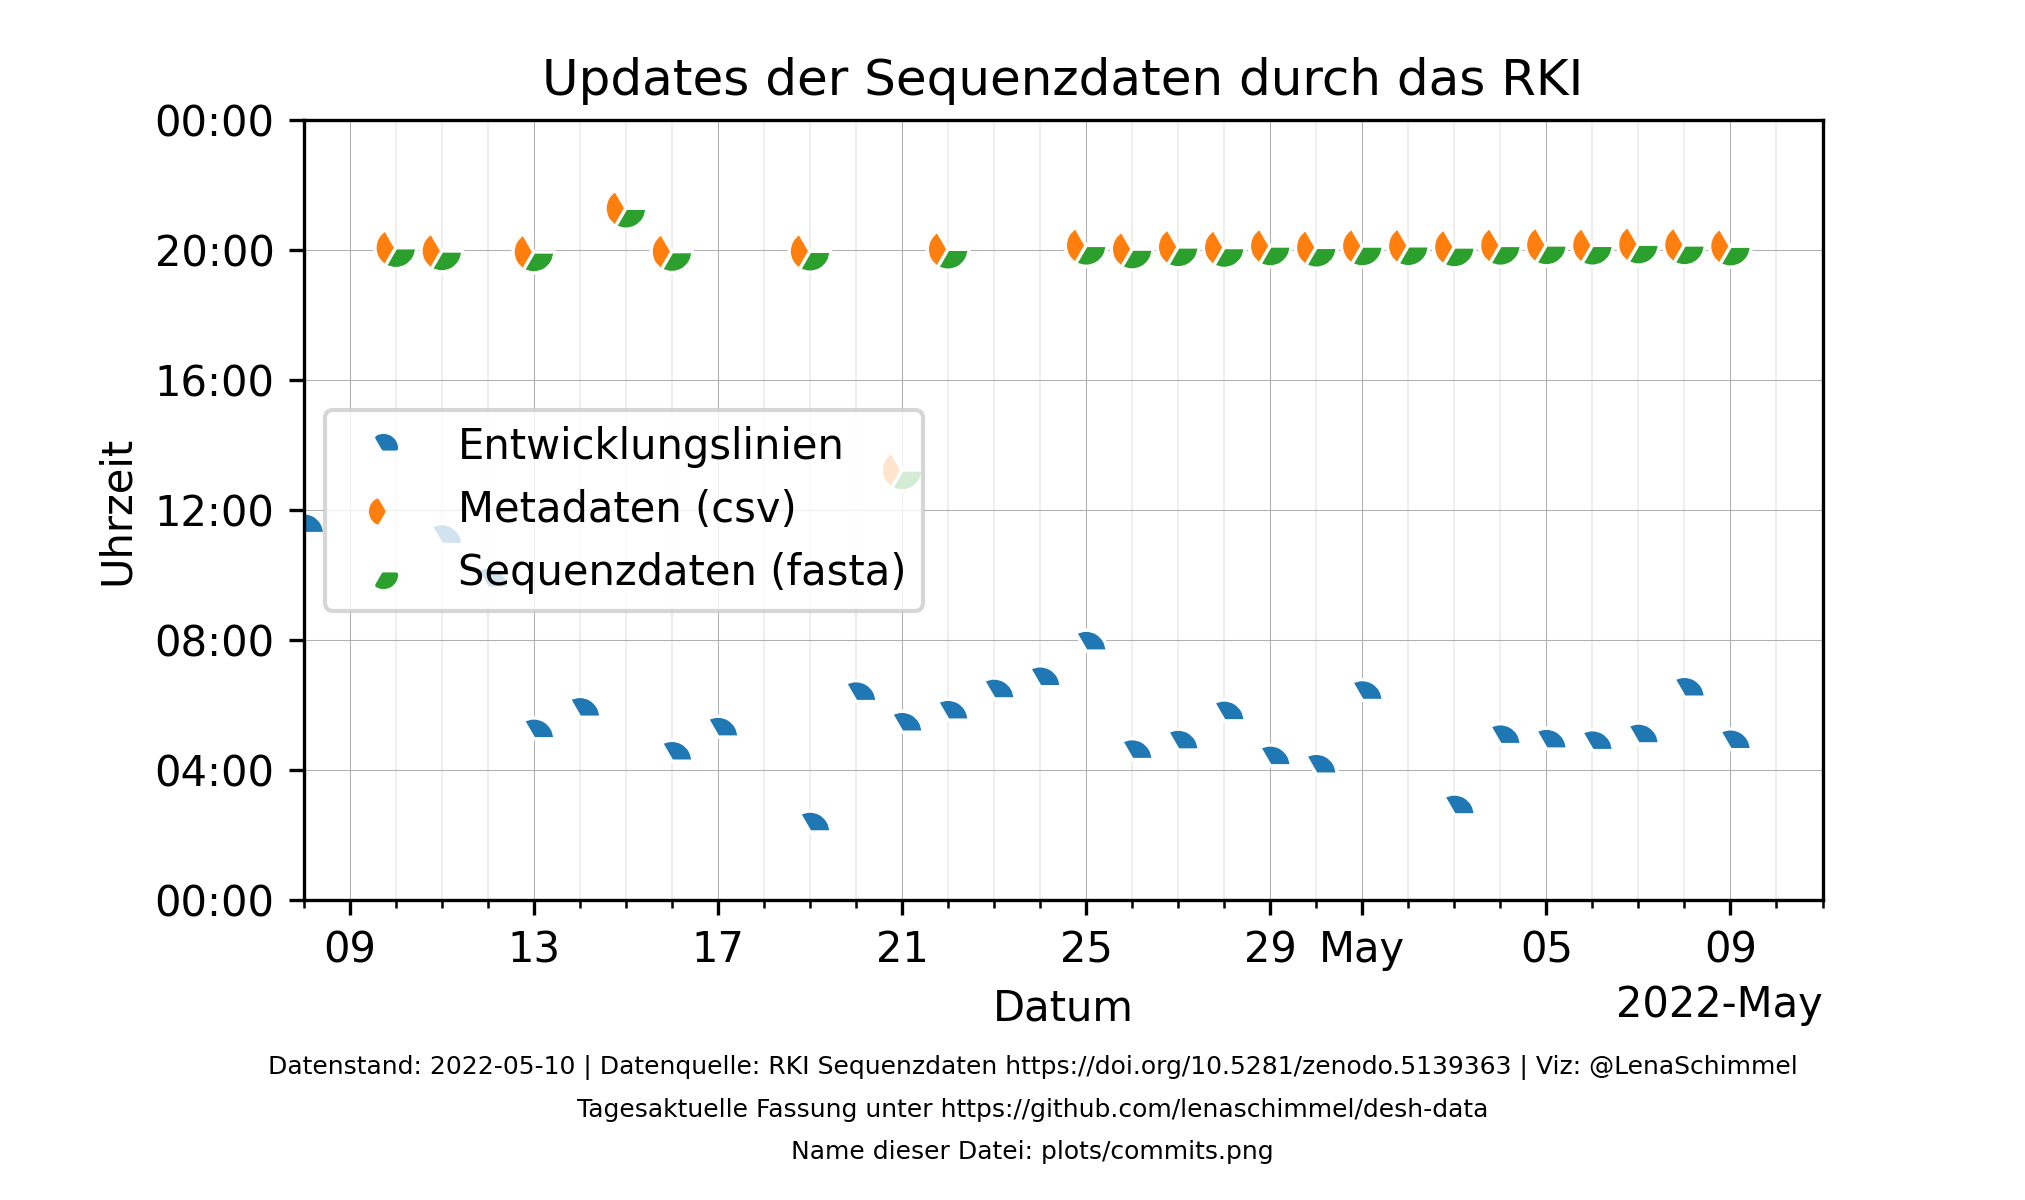 Updates der Sequenzdaten durch das RKI
00:00
20:00
16:00
12:00
08:00
04:00
00:00
Uhrzeit
Entwicklungslinien
Metadaten (csv)
Sequenzdaten (fasta)
09 13 17 21 25 29 May 05 09
Datum
2022-May
Datenstand: 2022-05-10 | Datenquelle: RKI Sequenzdaten https://doi.org/10.5281/zenodo.5139363 | Viz: @LenaSchimmel
Tagesaktuelle Fassung unter https://github.com/lenaschimmel/desh-data
Name dieser Datei: plots/commits.png